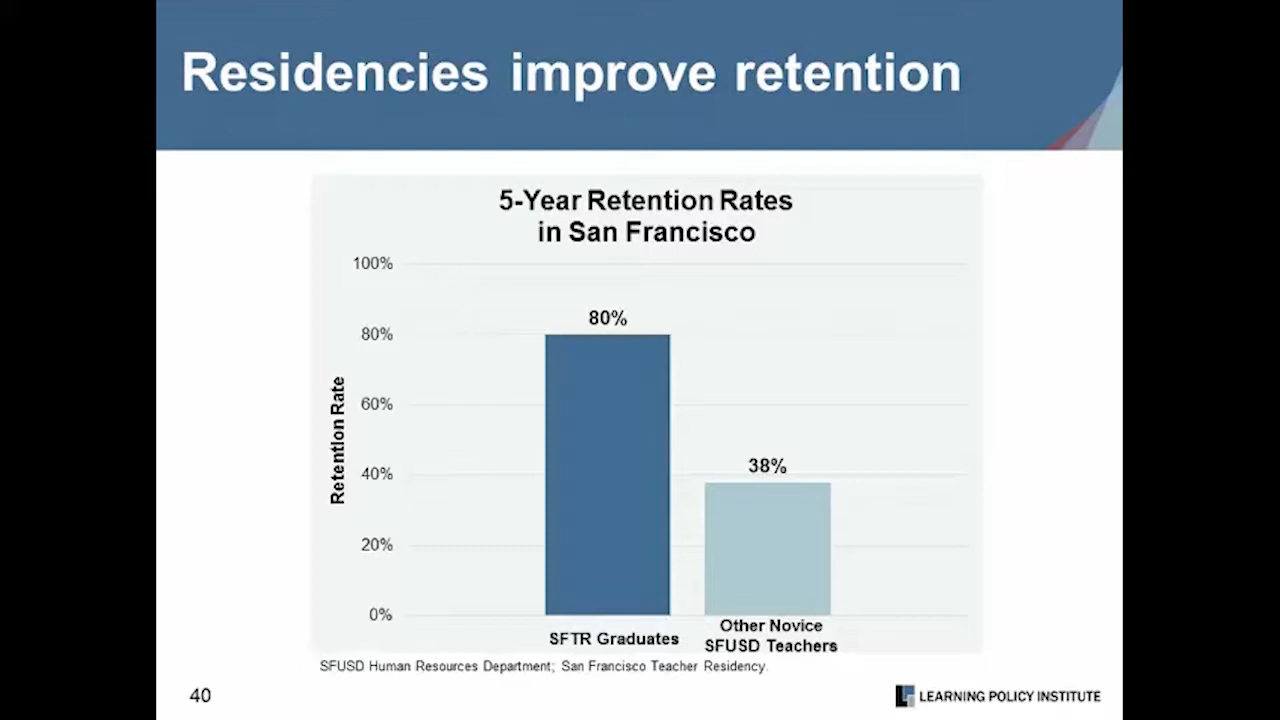 Residencies improve retention
5-Year Retention Rates
in San Francisco
100%
80%
60%
40%
20%
0%
Retention Rate
80%
38%
SFTR Graduates
Other Novice
SFUSD Teachers
SFUSD Human Resources Department; San Francisco Teacher Residency.
40
LEARNING POLICY INSTITUTE